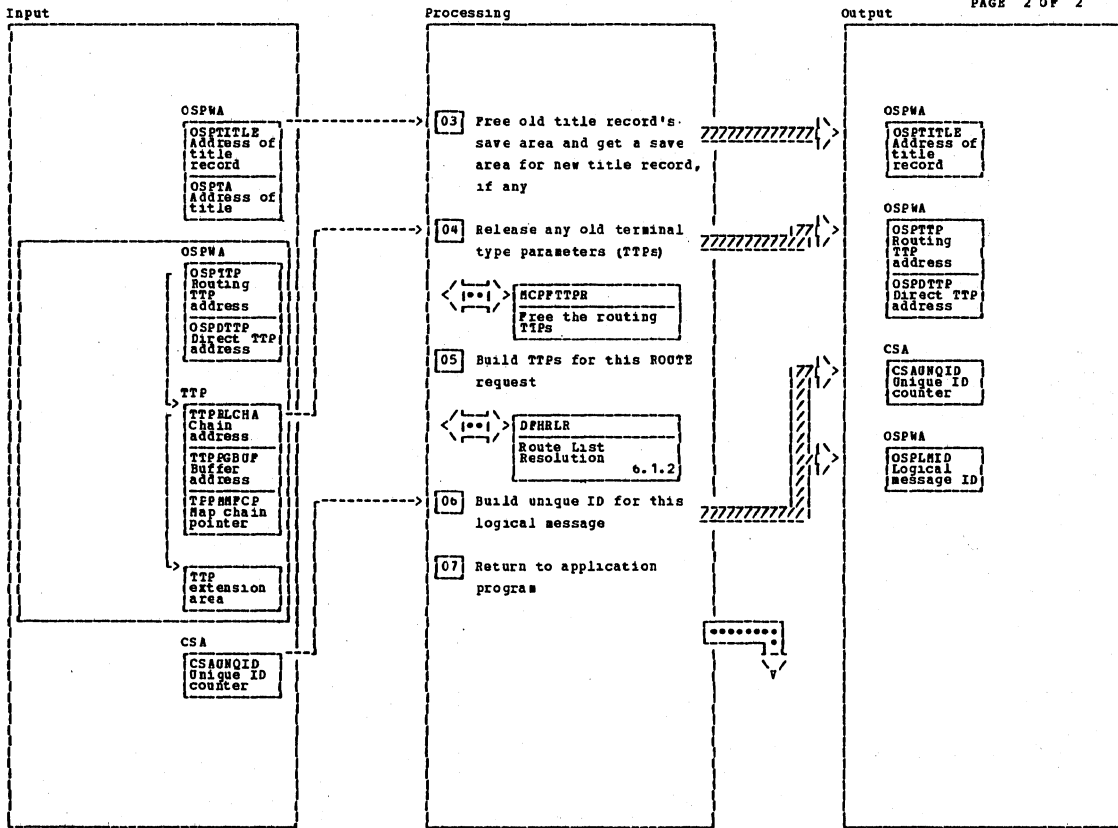 PAGE 2 OF 2
Input
Processing
Output
OSPWA
OSPTITLE
Address of
title
record
OSPTA
Address of
title
OSPWA
OSPTTP
Routing
TTP
address
OSPDTTP
Direct TTP
address
TTP
TTPRLCHA
Chain
address
TTPPGBUF
Buffer
address
TPPMMPCP
Map chain
pointer
TTP
extension
area
CSA
CSAUNQID
Unique ID
counter
03 Free old title record's
save area and get a save
area for new title record,
if any
04 Release any old terminal
type parameters (TTPs)
MCPFTTPR
Free the routing
TTPs
05 Build TTPs for this ROUTE
request
DFHRLR
Route List
Resolution
6.1.2
06 Build unique ID for this
logical message
07 Return to application
program
OSPWA
OSPTITLE
Address of
title
record
OSPWA
OSPTTP
Routing
TTP
address
OSPDTTP
Direct TTP
address
CSA
CSAUNQID
Unique ID
counter
OSPWA
OSPLMID
Logical
message ID